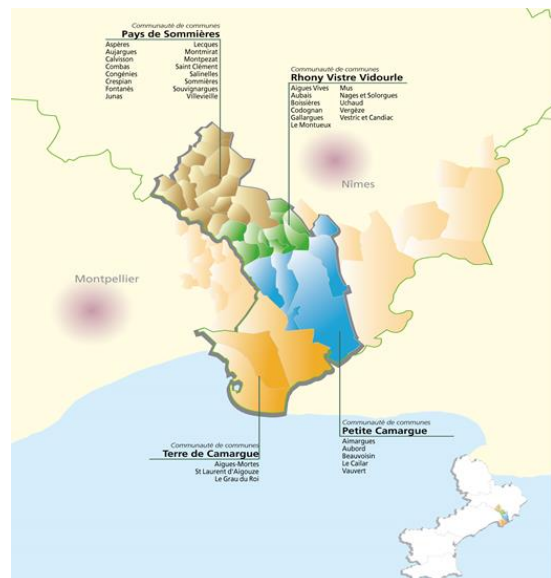 Communauté de communes
Pays de Sommières
Aspères
Aujargues
Calvisson
Combas
Congénies
Crespian
Fontanés
Junas
Lecques
Montmirat
Montpezat
Saint Clément
Salinelles
Sommières
Souvignargues
Villevieille
Communauté de communes
Rhony Vistre Vidourle
Aigues Vives
Aubais
Boissières
Codognan
Gallargues
Le Montueux
Mus
Nages et Solorgues
Uchaud
Vergèze
Vestric et Candiac
Nîmes
Montpellier
Communauté de communes
Terre de Camargue
Aigues-Mortes
St Laurent d'Aigouze
Le Grau du Roi
Communauté de communes
Petite Camargue
Aimargues
Aubord
Beauvoisin
Le Cailar
Vauvert